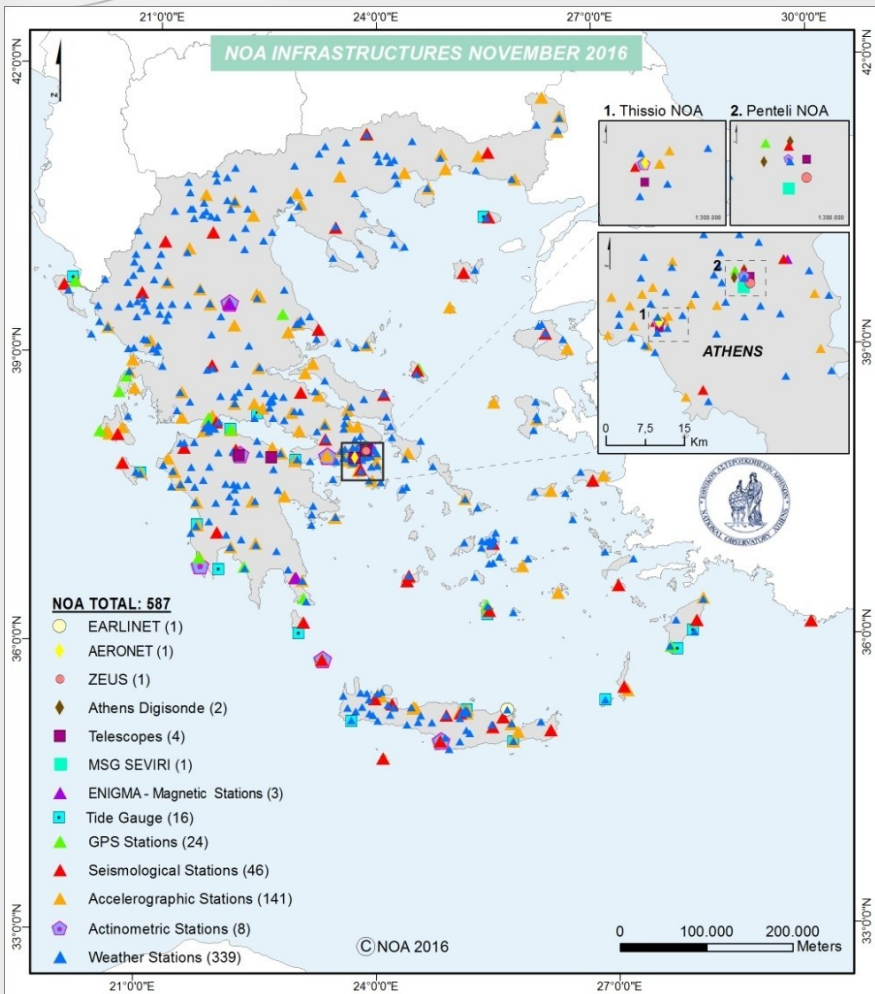 21°0'0"E 24°0'0"E 27°0'0"E 30°0'0"E
42°0'0"N
NOA INFRASTRUCTURES NOVEMBER 2016
1. Thissio NOA
2. Penteli NOA
1:300.000
1:300.000
39°0'0"N
39°0'0"N
2
1
ATHENS
0 7,5 15
Km
ΕΘΝΙΚΟΝ ΑΣΤΕΡΟΣΚΟΠΕΙΟΝ ΑΘΗΝΩΝ
NATIONAL OBSERVATORY ATHENS
NOA TOTAL: 587
EARLINET (1)
AERONET (1)
ZEUS (1)
Athens Digisonde (2)
Telescopes (4)
MSG SEVIRI (1)
ENIGMA - Magnetic Stations (3)
Tide Gauge (16)
GPS Stations (24)
Seismological Stations (46)
Accelerographic Stations (141)
Actinometric Stations (8)
Weather Stations (339)
36°0'0"N
36°0'0"N
33°0'0"N
33°0'0"N
42°0'0"N
© NOA 2016
0 100.000 200.000
Meters
21°0'0"E 24°0'0"E 27°0'0"E